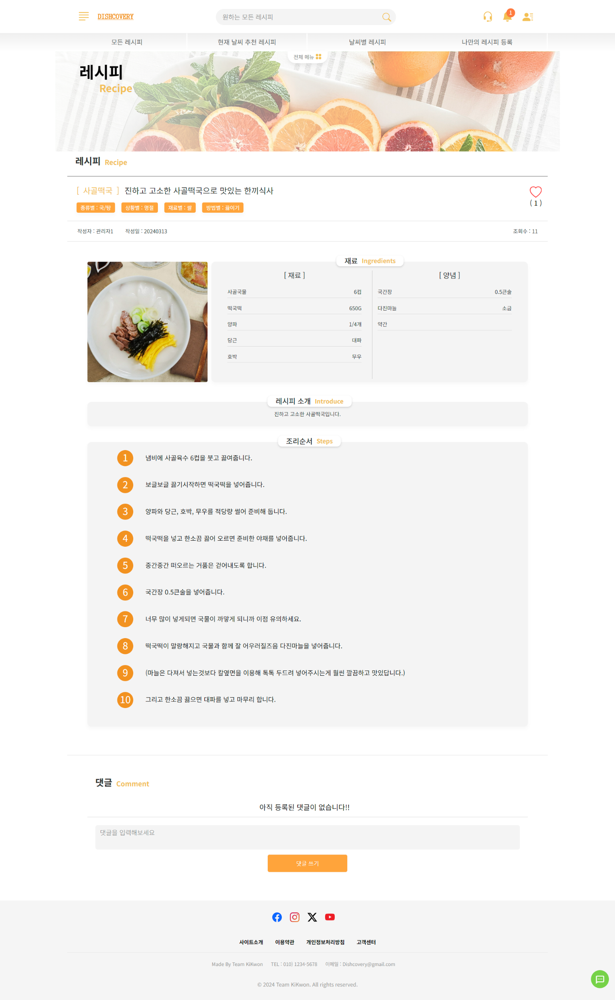 DISHCOVERY
원하는 모든 레시피
1
모든 레시피
현재 날씨 추천 레시피
날씨별 레시피
나만의 레시피 등록
전체 메뉴
레시피
Recipe
레시피 Recipe
[ 사골떡국 ] 진하고 고소한 사골떡국으로 맛있는 한끼식사
( 1 )
종류별 : 국/탕 상황별 : 명절 재료별 : 쌀 방법별 : 끓이기
작성자 : 관리자1 작성일 : 20240313 조회수 : 11
재료 Ingredients
[ 재료 ]
사골국물 6컵
떡국떡 650G
양파 1/4개
당근 대파
호박 무우
[ 양념 ]
국간장 0.5큰술
다진마늘 소금
약간
레시피 소개 Introduce
진하고 고소한 사골떡국입니다.
조리순서 Steps
1 냄비에 사골육수 6컵을 붓고 끓여줍니다.
2 보글보글 끓기시작하면 떡국떡을 넣어줍니다.
3 양파와 당근, 호박, 무우를 적당량 썰어 준비해 둡니다.
4 떡국떡을 넣고 한소끔 끓어 오르면 준비한 야채를 넣어줍니다.
5 중간중간 떠오르는 거품은 걷어내도록 합니다.
6 국간장 0.5큰술을 넣어줍니다.
7 너무 많이 넣게되면 국물이 까맣게 되니까 이점 유의하세요.
8 떡국떡이 말랑해지고 국물과 함께 잘 어우러질즈음 다진마늘을 넣어줍니다.
9 (마늘은 다져서 넣는것보다 칼옆면을 이용해 톡톡 두드려 넣어주시는게 훨씬 깔끔하고 맛있답니다.)
10 그리고 한소끔 끓으면 대파를 넣고 마무리 합니다.
댓글 Comment
아직 등록된 댓글이 없습니다!!
댓글을 입력해보세요
댓글 쓰기
사이트소개 이용약관 개인정보처리방침 고객센터
Made By Team KiKwon TEL : 010) 1234-5678 이메일 : Dishcovery@gmail.com
© 2024 Team KiKwon. All rights reserved.